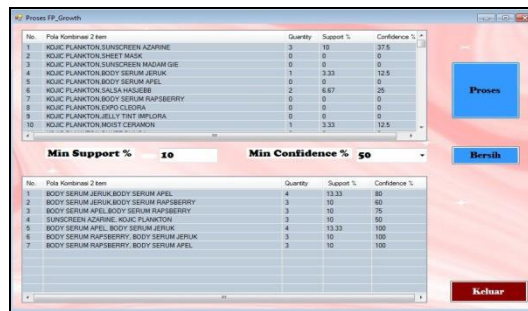 Proses FP_Growth
No. Pola Kombinasi 2 item Quantity Support % Confidence %
1 KOJIC PLANKTON,SUNSCREEN AZARINE 3 10 37.5
2 KOJIC PLANKTON,SHEET MASK 0 0 0
3 KOJIC PLANKTON,SUNSCREEN MADAM GIE 0 0 0
4 KOJIC PLANKTON,BODY SERUM JERUK 1 3.33 12.5
5 KOJIC PLANKTON,BODY SERUM APEL 0 0 0
6 KOJIC PLANKTON,SALSA HASJEBB 2 6.67 25
7 KOJIC PLANKTON,BODY SERUM RAPSBERRY 0 0 0
8 KOJIC PLANKTON,EXPO CLEORA 0 0 0
9 KOJIC PLANKTON,JELLY TINT IMPLORA 0 0 0
10 KOJIC PLANKTON,MOIST CERAMON 1 3.33 12.5
Proses
Min Support % 10 Min Confidence % 50
Bersih
No. Pola Kombinasi 2 item Quantity Support % Confidence %
1 BODY SERUM JERUK,BODY SERUM APEL 4 13.33 80
2 BODY SERUM JERUK,BODY SERUM RAPSBERRY 3 10 60
3 BODY SERUM APEL,BODY SERUM RAPSBERRY 3 10 75
4 SUNSCREEN AZARINE, KOJIC PLANKTON 3 10 50
5 BODY SERUM APEL, BODY SERUM JERUK 4 13.33 100
6 BODY SERUM RAPSBERRY, BODY SERUM JERUK 3 10 100
7 BODY SERUM RAPSBERRY, BODY SERUM APEL 3 10 100
Keluar